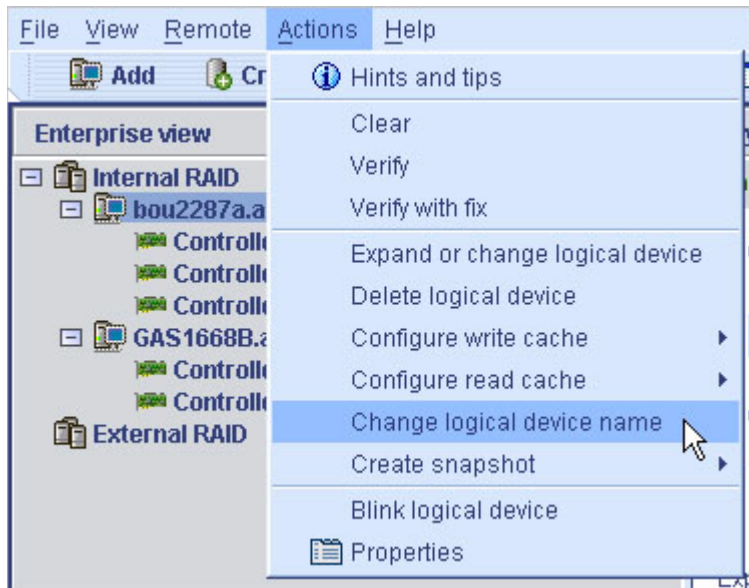 File View Remote Actions Help
Add
Hints and tips
Enterprise view
Clear
Internal RAID
Verify
Verify with fix
Expand or change logical device
Delete logical device
Configure write cache
Configure read cache
External RAID
Change logical device name
Create snapshot
Blink logical device
Properties